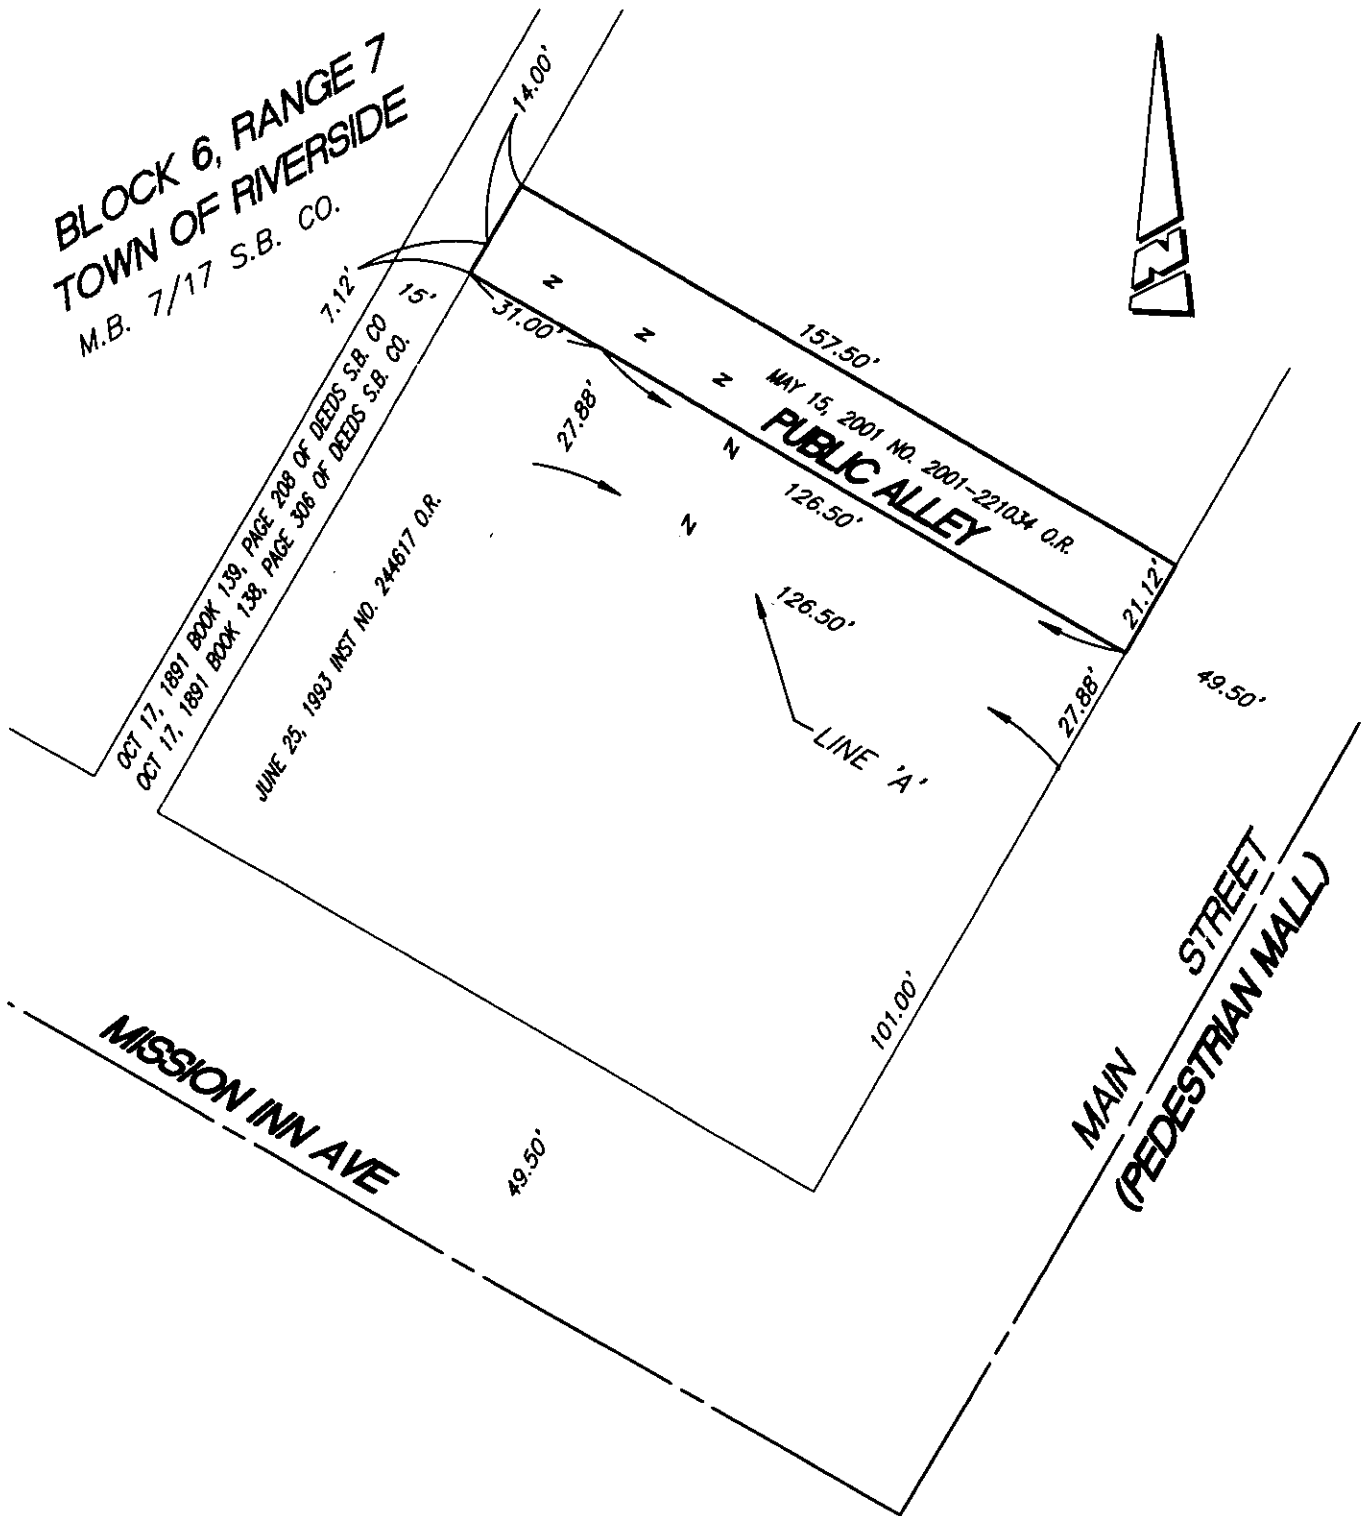 BLOCK 6, RANGE 7
TOWN OF RIVERSIDE
M.B. 7/17 S.B. CO.
14.00'
7.12'
15'
31.00'
N
Z
Z
Z
157.50'
MAY 15, 2001 NO. 2001-221034 O.R.
PUBLIC ALLEY
126.50'
21.12'
27.88'
Z
Z
126.50'
LINE 'A'
27.88'
49.50'
OCT 17, 1891 BOOK 139, PAGE 208 OF DEEDS S.B. CO
OCT 17, 1891 BOOK 138, PAGE 306 OF DEEDS S.B. CO.
JUNE 25, 1993 INST NO. 244617 O.R.
101.00'
MAIN STREET
(PEDESTRIAN MALL)
MISSION INN AVE
49.50'